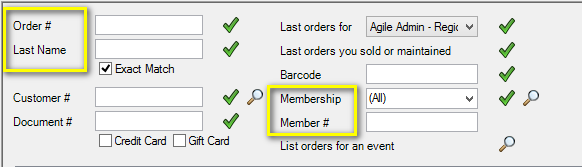 Order #
Last Name
Exact Match
Customer #
Document #
Credit Card Gift Card
Last orders for Agile Admin - Regic
Last orders you sold or maintained
Barcode
Membership (All)
Member #
List orders for an event